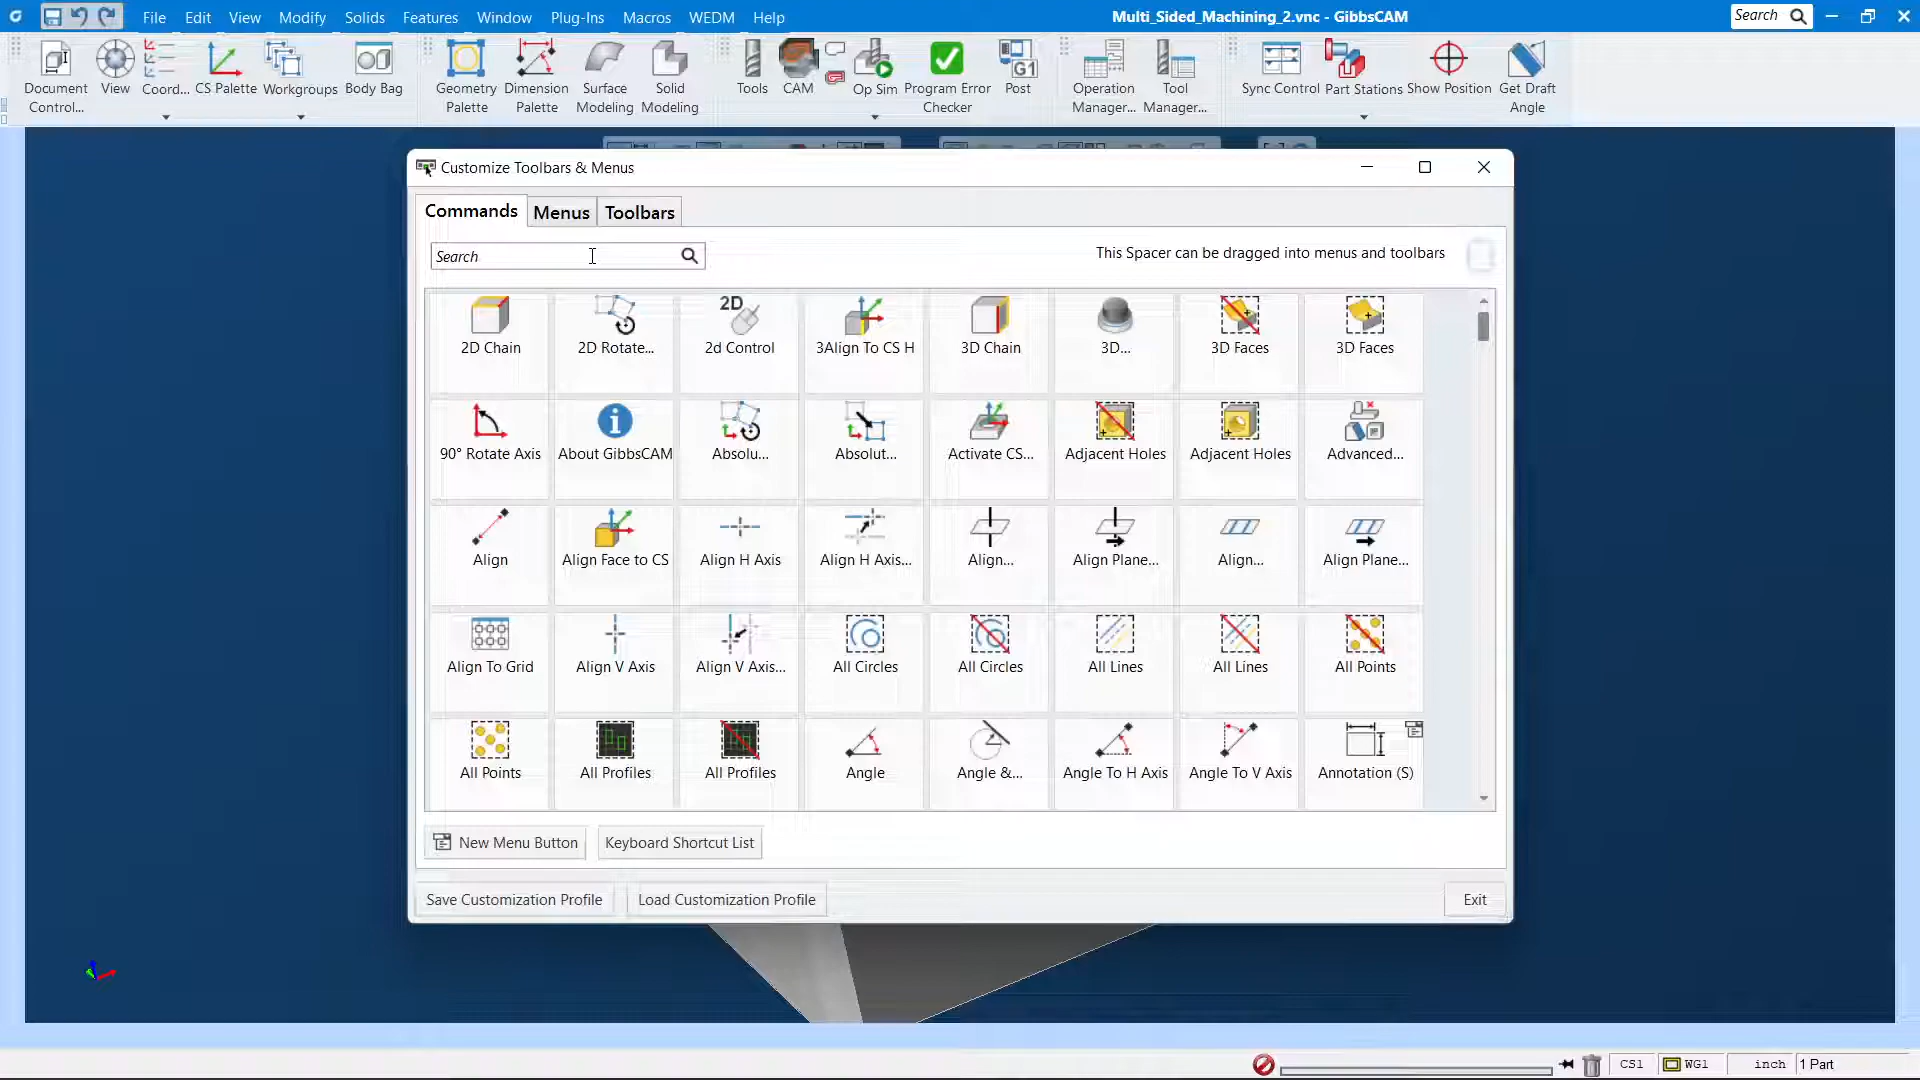 File Edit View Modify Solids Features Window Plug-Ins Macros WEDM Help
Multi_Sided_Machining_2.vnc - GibbsCAM
Search
Document Control... View Coord... CS Palette Workgroups Body Bag
Geometry Palette Dimension Palette Surface Modeling Solid Modeling
Tools CAM Op Sim Program Error Checker Post
G1
Operation Manager... Tool Manager...
Sync Control Part Stations Show Position Get Draft Angle
Customize Toolbars & Menus
Commands Menus Toolbars
Search
This Spacer can be dragged into menus and toolbars
2D
2D Chain 2D Rotate... 2d Control 3Align To CS H 3D Chain 3D... 3D Faces 3D Faces
90° Rotate Axis About GibbsCAM Absolu... Absolut... Activate CS... Adjacent Holes Adjacent Holes Advanced...
Align Align Face to CS Align H Axis Align H Axis... Align... Align Plane... Align... Align Plane...
Align To Grid Align V Axis Align V Axis... All Circles All Circles All Lines All Lines All Points
All Points All Profiles All Profiles Angle Angle &... Angle To H Axis Angle To V Axis Annotation (S)
New Menu Button Keyboard Shortcut List
Save Customization Profile Load Customization Profile Exit
CS1 WG1 inch 1 Part